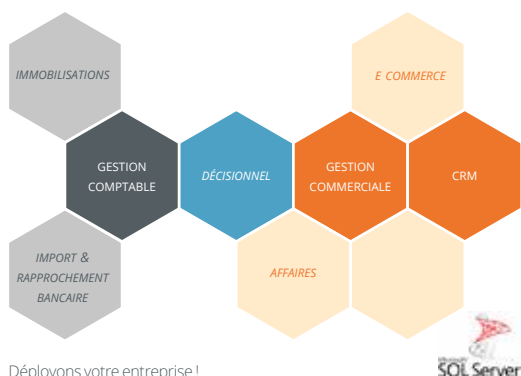 IMMOBILISATIONS
E COMMERCE
GESTION
COMPTABLE
DÉCISIONNEL
GESTION
COMMERCIALE
CRM
IMPORT &
RAPPROCHEMENT
BANCAIRE
AFFAIRES
Déployons votre entreprise !
SQL Server